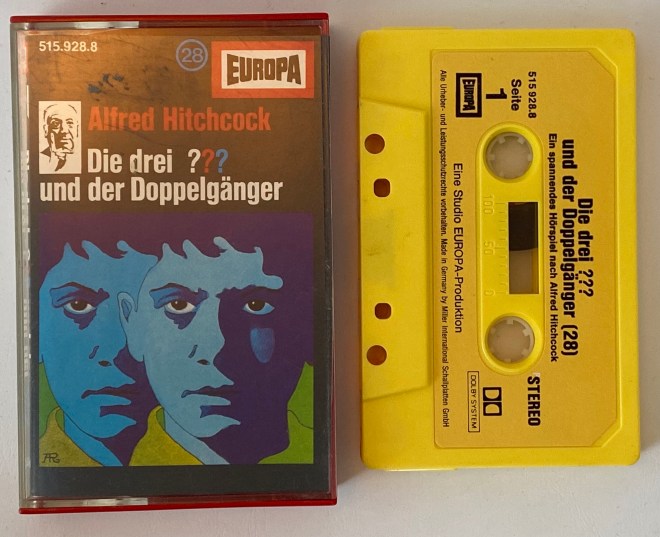 515.928.8
28
EUROPA
Alfred Hitchcock
Die drei ???
und der Doppelgänger
AR
515 928.8
Seite
1
EUROPA
Die drei ???
und der Doppelgänger (28)
Ein spannendes Hörspiel nach Alfred Hitchcock
100 50 0
Eine Studio EUROPA-Produktion
Alle Urheber- und Leistungsschutzrechte vorbehalten. Made in Germany by Miller International Schallplatten GmbH
STEREO
DOLBY SYSTEM